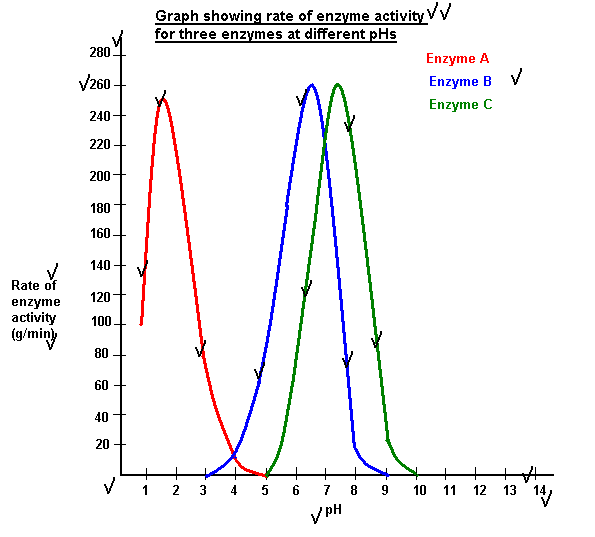 Graph showing rate of enzyme activity
for three enzymes at different pHs
Enzyme A
Enzyme B
Enzyme C
280
260
240
220
200
180
160
140
120
100
80
60
40
20
Rate of
enzyme
activity
(g/min)
1 2 3 4 5 6 7 8 9 10 11 12 13 14
pH